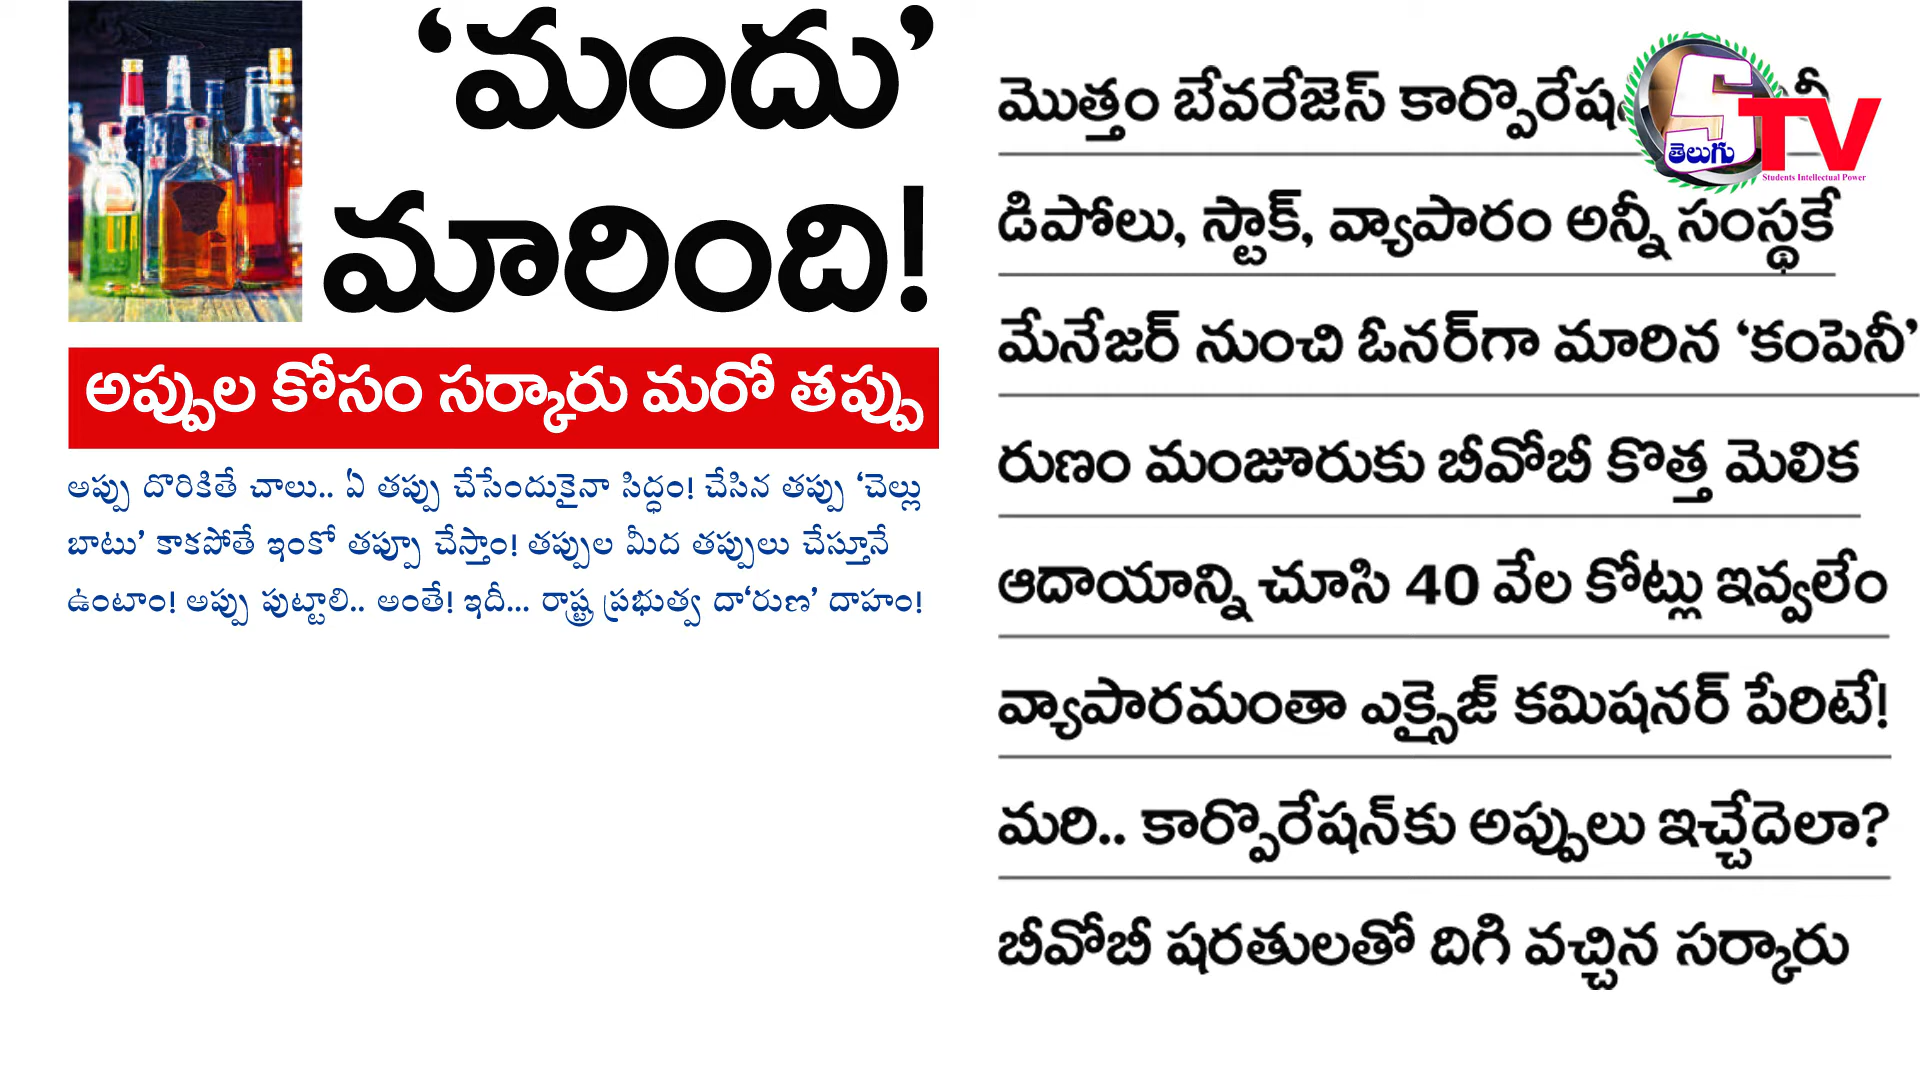 ‘మందు’
మారింది!
అప్పుల కోసం సర్కారు మరో తప్పు
అప్పు దొరికితే చాలు.. ఏ తప్పు చేసేందుకైనా సిద్ధం! చేసిన తప్పు ‘చెల్లు
బాటు’ కాకపోతే ఇంకో తప్పూ చేస్తాం! తప్పుల మీద తప్పులు చేస్తూనే
ఉంటాం! అప్పు పుట్టాలి.. అంతే! ఇదీ... రాష్ట్ర ప్రభుత్వ దా‘రుణ’ దాహం!
మొత్తం బేవరేజెస్ కార్పొరేషన్
డిపోలు, స్టాక్, వ్యాపారం అన్నీ సంస్థకే
మేనేజర్ నుంచి ఓనర్‌గా మారిన ‘కంపెనీ’
రుణం మంజూరుకు బీవోబీ కొత్త మెలిక
ఆదాయాన్ని చూసి 40 వేల కోట్లు ఇవ్వలేం
వ్యాపారమంతా ఎక్సైజ్ కమిషనర్ పేరిటే!
మరి.. కార్పొరేషన్‌కు అప్పులు ఇచ్చేదెలా?
బీవోబీ షరతులతో దిగి వచ్చిన సర్కారు
S TV
తెలుగు
Students Intellectual Power